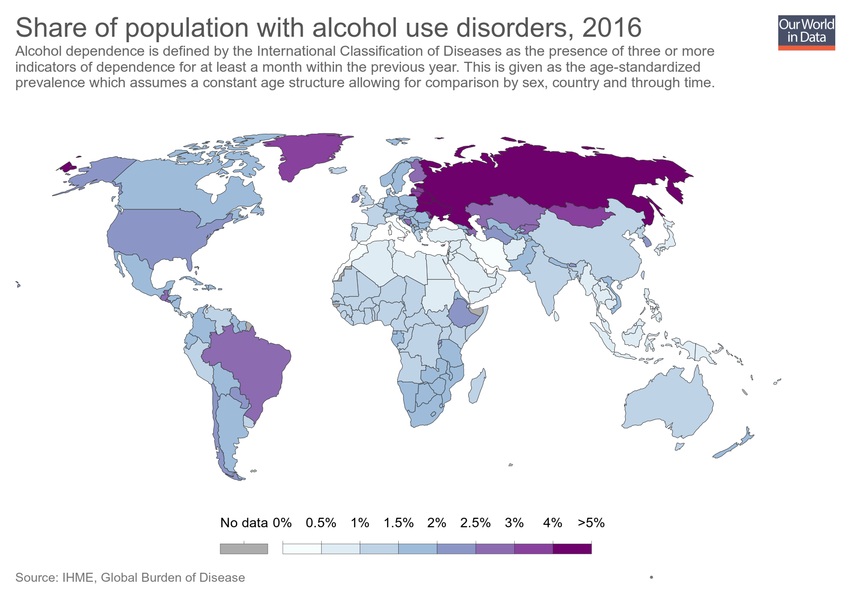 Share of population with alcohol use disorders, 2016
Our World
in Data
Alcohol dependence is defined by the International Classification of Diseases as the presence of three or more
indicators of dependence for at least a month within the previous year. This is given as the age-standardized
prevalence which assumes a constant age structure allowing for comparison by sex, country and through time.
No data 0% 0.5% 1% 1.5% 2% 2.5% 3% 4% >5%
Source: IHME, Global Burden of Disease